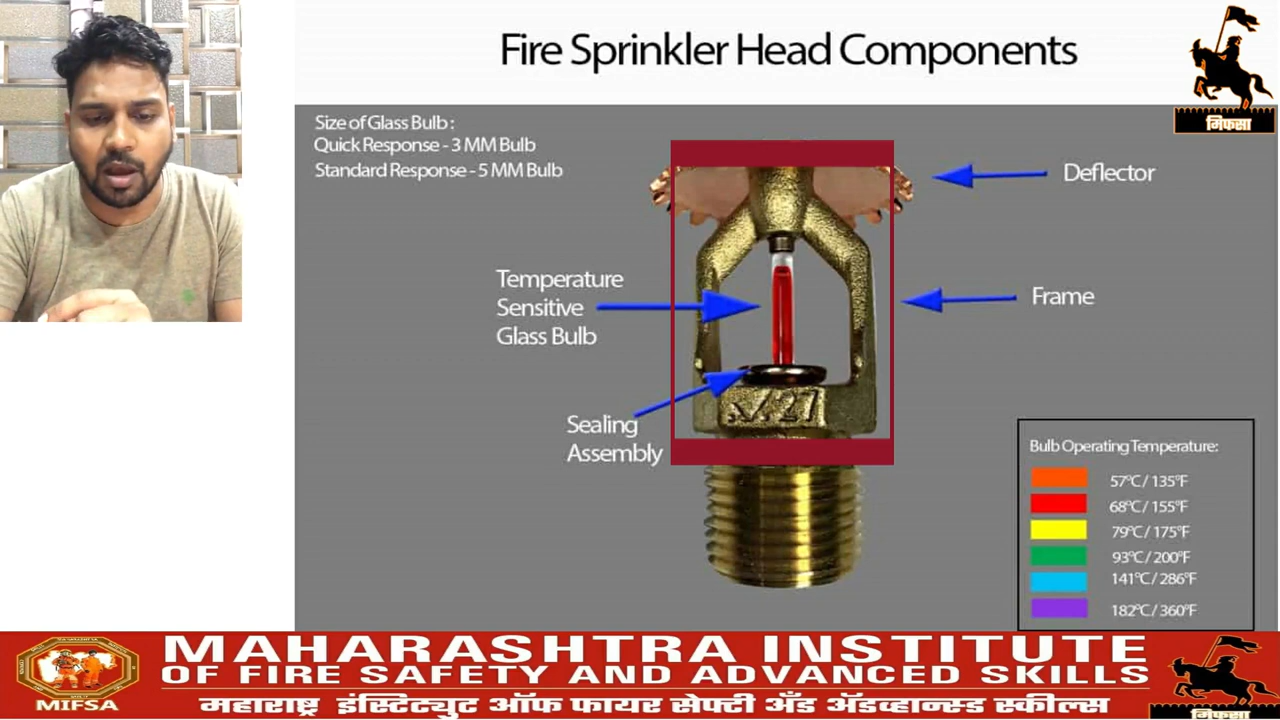 Fire Sprinkler Head Components
मिफसा
Size of Glass Bulb :
Quick Response - 3 MM Bulb
Standard Response - 5 MM Bulb
Deflector
Temperature
Sensitive
Glass Bulb
Frame
Sealing
Assembly
27
Bulb Operating Temperature:
57°C / 135°F
68°C / 155°F
79°C / 175°F
93°C / 200°F
141°C / 286°F
182°C / 360°F
MIFSA
MAHARASHTRA INSTITUTE
OF FIRE SAFETY AND ADVANCED SKILLS
महाराष्ट्र इंस्टिट्युट ऑफ फायर सेफ्टी अँड ॲडव्हान्स्ड स्कील्स
मिफसा